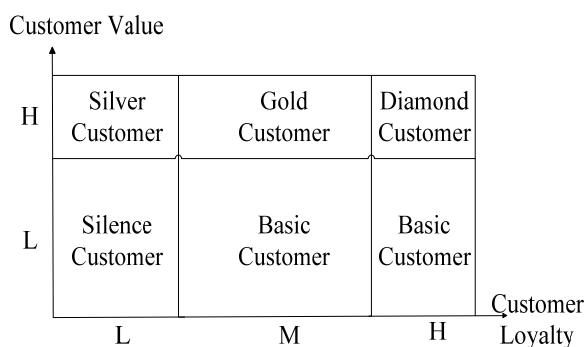 Customer Value
H
Silver
Customer
Gold
Customer
Diamond
Customer
L
Silence
Customer
Basic
Customer
Basic
Customer
L
M
H
Customer
Loyalty